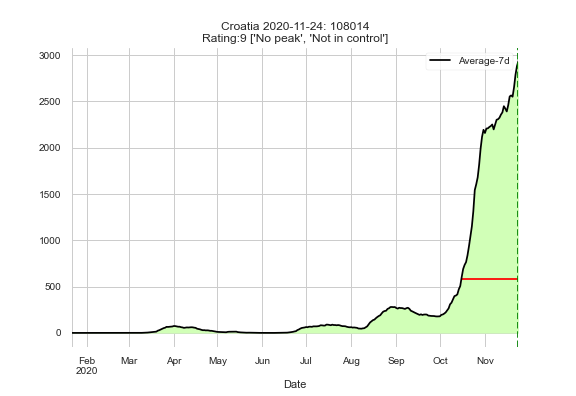 Croatia 2020-11-24: 108014
Rating:9 ['No peak', 'Not in control']
Average-7d
3000
2500
2000
1500
1000
500
0
Feb Mar Apr May Jun Jul Aug Sep Oct Nov
2020
Date